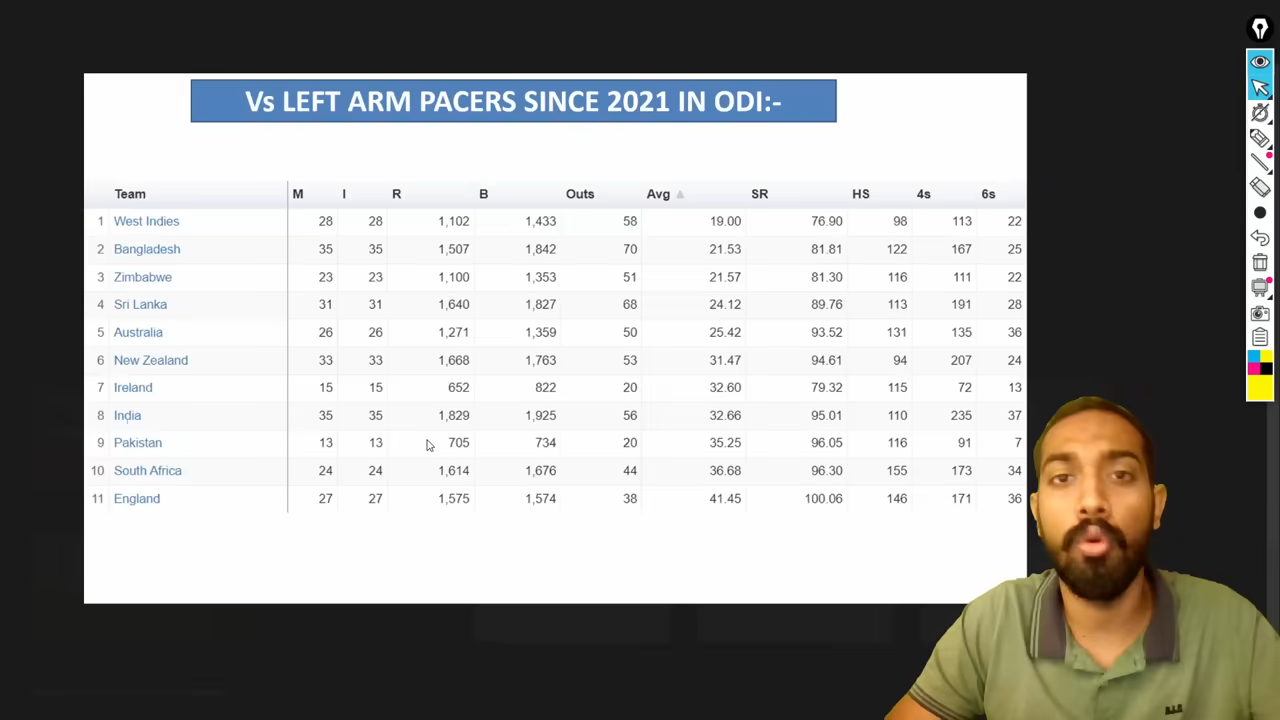 Vs LEFT ARM PACERS SINCE 2021 IN ODI:-
Team M I R B Outs Avg SR HS 4s 6s
1 West Indies 28 28 1,102 1,433 58 19.00 76.90 98 113 22
2 Bangladesh 35 35 1,507 1,842 70 21.53 81.81 122 167 25
3 Zimbabwe 23 23 1,100 1,353 51 21.57 81.30 116 111 22
4 Sri Lanka 31 31 1,640 1,827 68 24.12 89.76 113 191 28
5 Australia 26 26 1,271 1,359 50 25.42 93.52 131 135 36
6 New Zealand 33 33 1,668 1,763 53 31.47 94.61 94 207 24
7 Ireland 15 15 652 822 20 32.60 79.32 115 72 13
8 India 35 35 1,829 1,925 56 32.66 95.01 110 235 37
9 Pakistan 13 13 705 734 20 35.25 96.05 116 91 7
10 South Africa 24 24 1,614 1,676 44 36.68 96.30 155 173 34
11 England 27 27 1,575 1,574 38 41.45 100.06 146 171 36